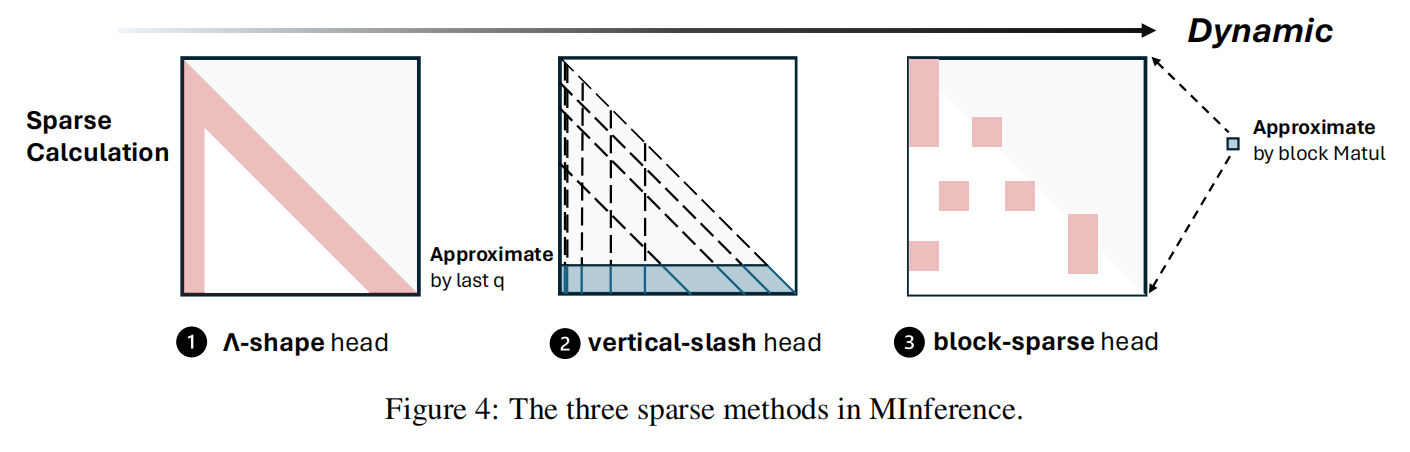 Dynamic
Sparse
Calculation
Approximate
by last q
Approximate
by block Matul
1 Λ-shape head
2 vertical-slash head
3 block-sparse head
Figure 4: The three sparse methods in MInference.